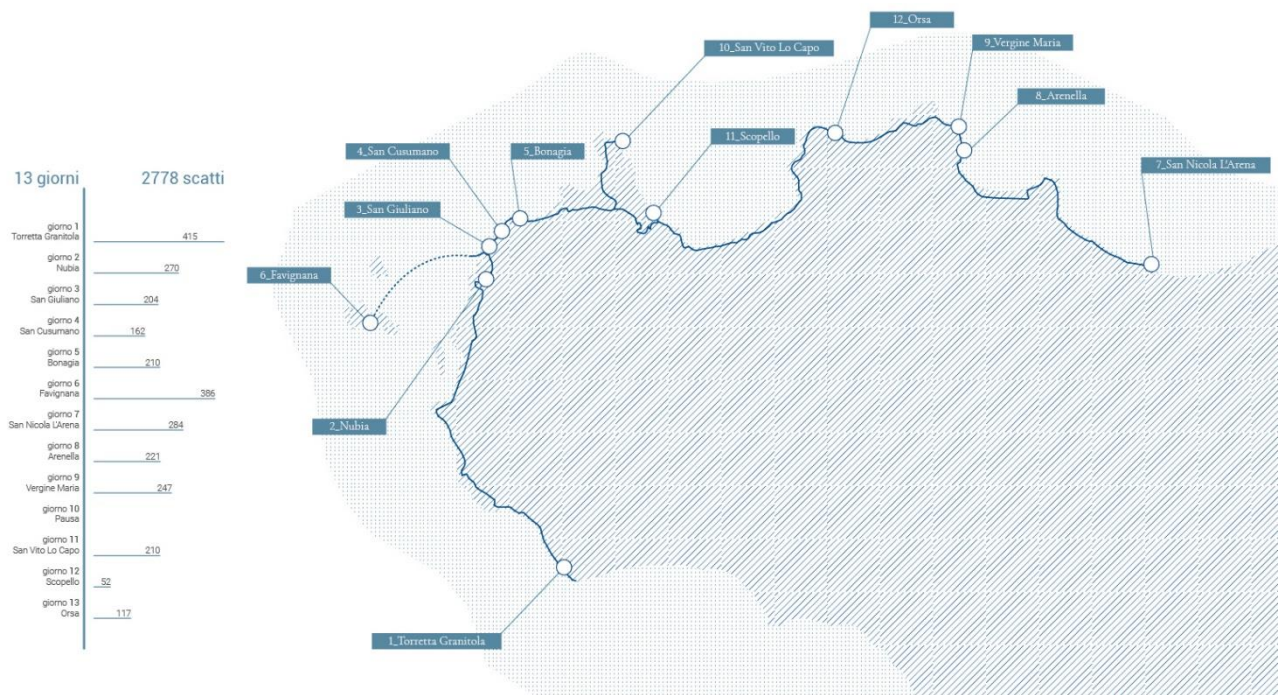 13 giorni 2778 scatti
giorno 1
Torretta Granitola
415
giorno 2
Nubia
270
giorno 3
San Giuliano
204
giorno 4
San Cusumano
162
giorno 5
Bonagia
210
giorno 6
Favignana
386
giorno 7
San Nicola L'Arena
284
giorno 8
Arenella
221
giorno 9
Vergine Maria
247
giorno 10
Pausa
giorno 11
San Vito Lo Capo
210
giorno 12
Scopello
52
giorno 13
Orsa
117
12_Orsa
10_San Vito Lo Capo
9_Vergine Maria
8_Arenella
11_Scopello
4_San Cusumano
5_Bonagia
7_San Nicola L'Arena
3_San Giuliano
6_Favignana
2_Nubia
1_Torretta Granitola